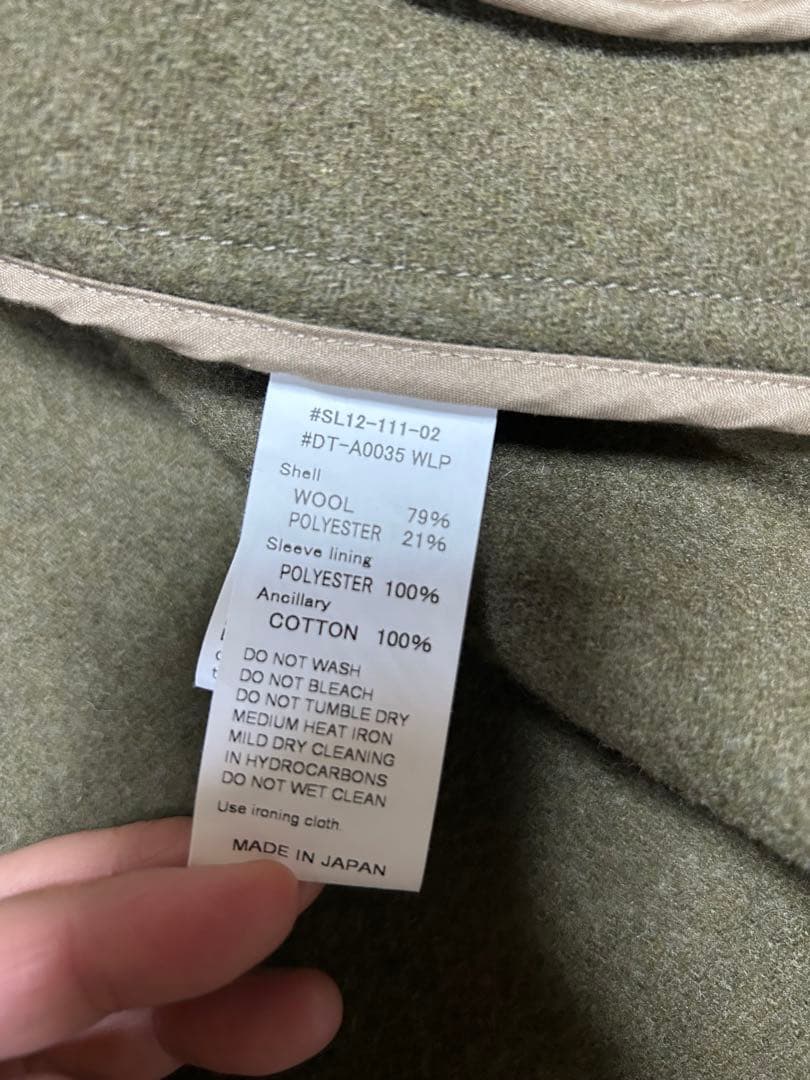 #SL12-111-02
#DT-A0035 WLP
Shell
WOOL 79%
POLYESTER 21%
Sleeve lining
POLYESTER 100%
Ancillary
COTTON 100%
DO NOT WASH
DO NOT BLEACH
DO NOT TUMBLE DRY
MEDIUM HEAT IRON
MILD DRY CLEANING
IN HYDROCARBONS
DO NOT WET CLEAN
Use ironing cloth.
MADE IN JAPAN